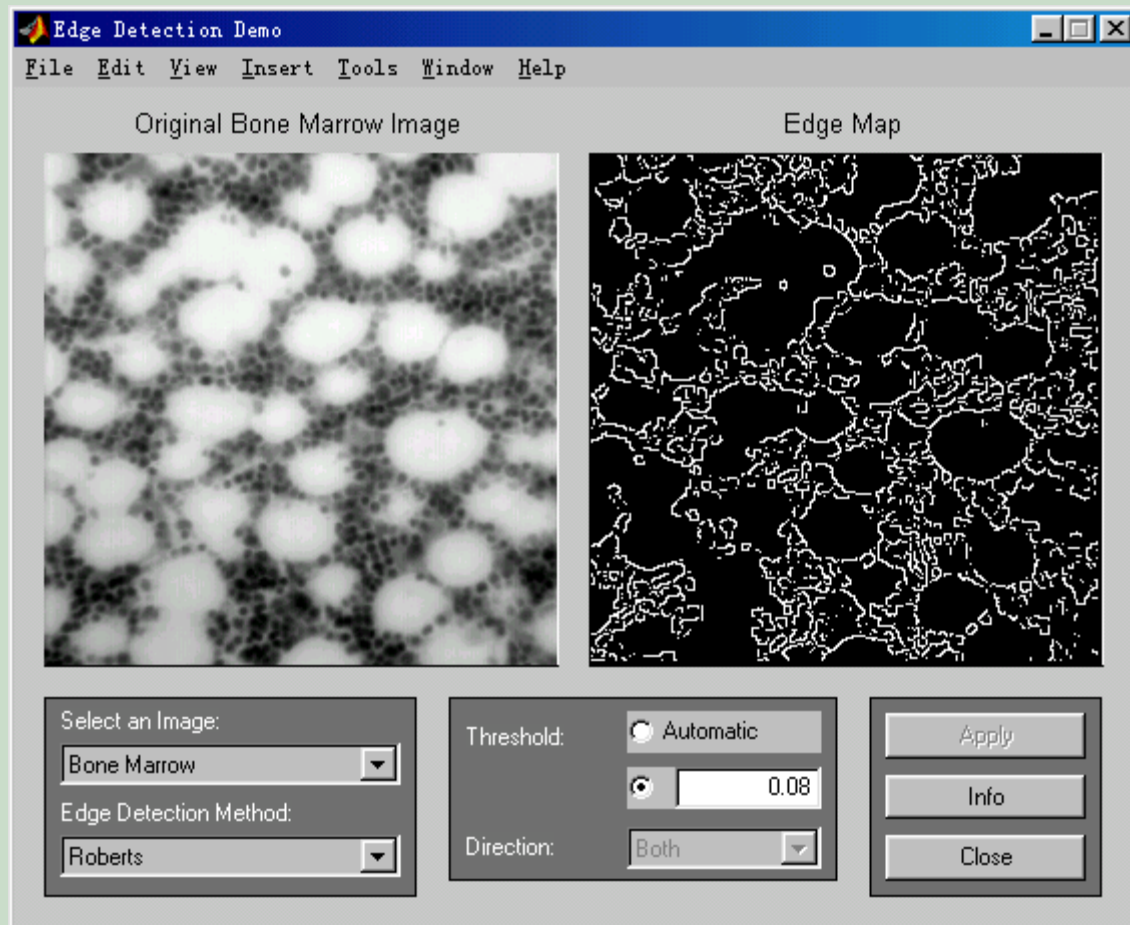 Edge Detection Demo
File Edit View Insert Tools Window Help
Original Bone Marrow Image
Edge Map
Select an Image:
Bone Marrow
Edge Detection Method:
Roberts
Threshold:
Automatic
0.08
Direction:
Both
Apply
Info
Close